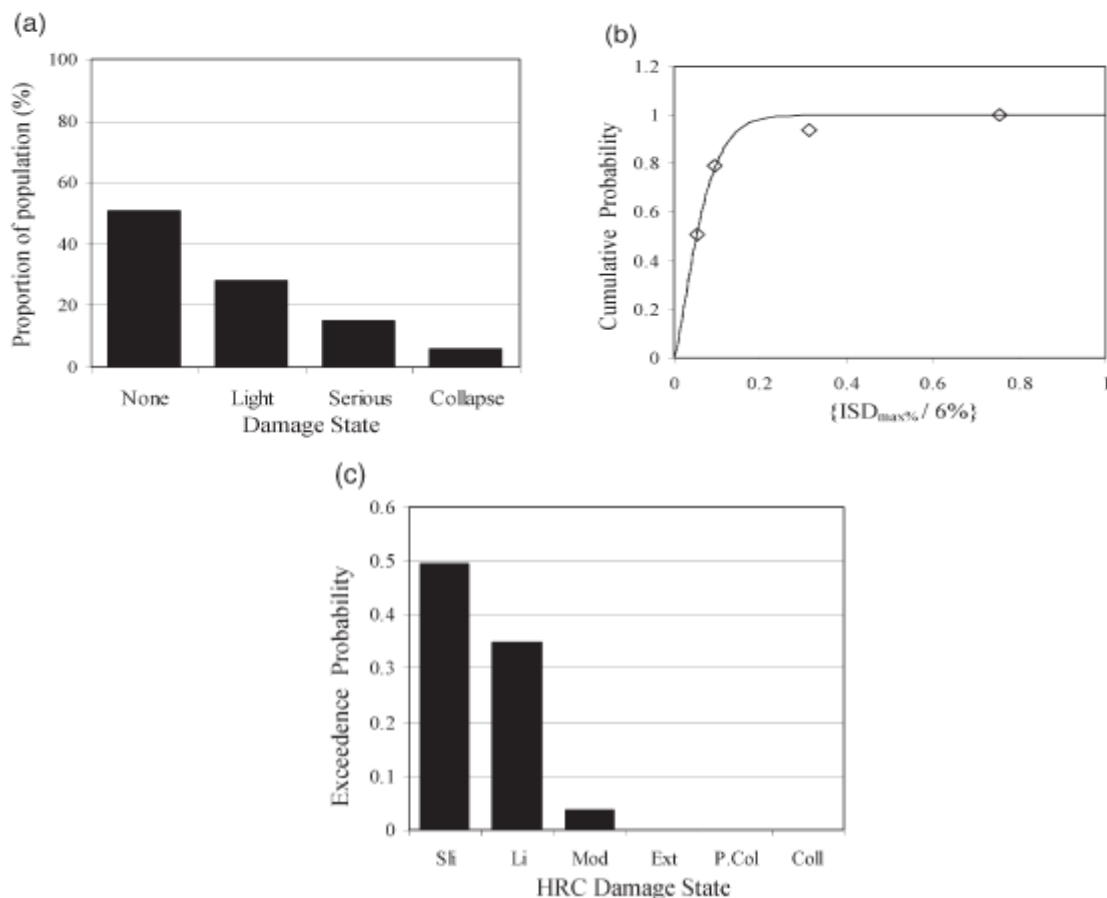 (a)
Proportion of population (%)
100
80
60
40
20
0
None Light Serious Collapse
Damage State
(b)
Cumulative Probability
1.2
1
0.8
0.6
0.4
0.2
0
0 0.2 0.4 0.6 0.8 1
{ISDmax% / 6%}
(c)
Exceedence Probability
0.6
0.5
0.4
0.3
0.2
0.1
0
Sli Li Mod Ext P.Col Coll
HRC Damage State